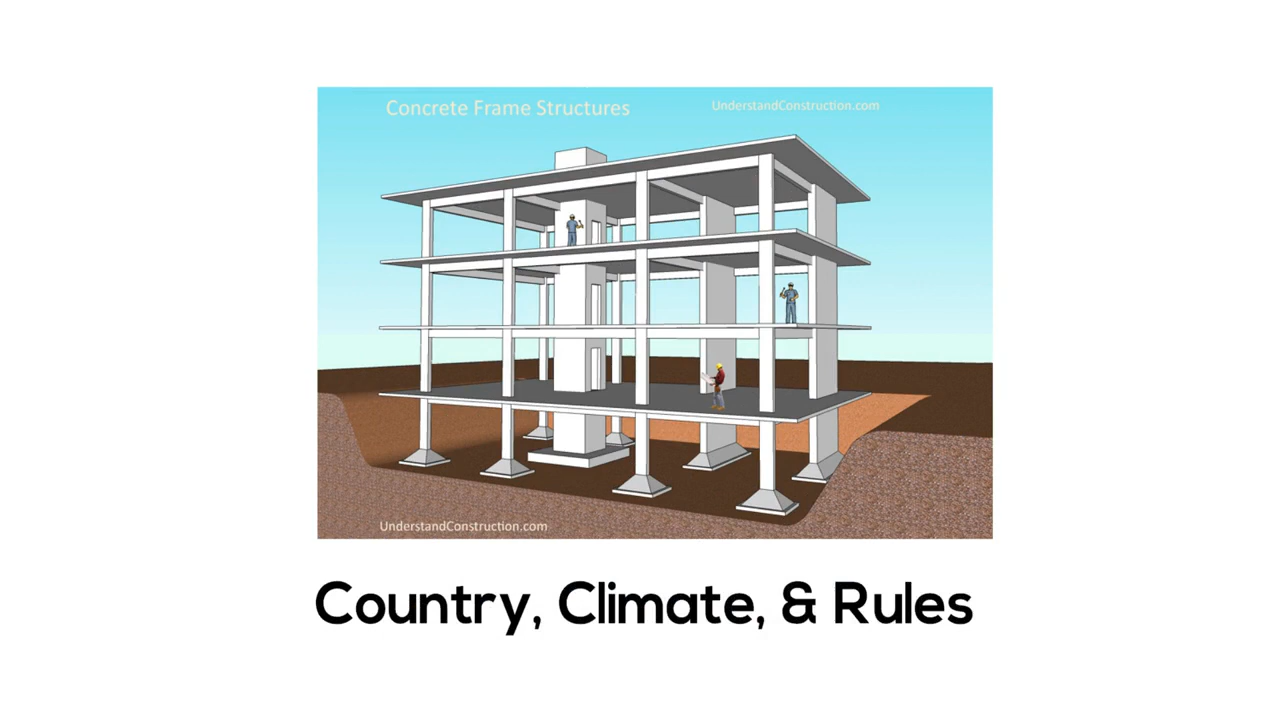 Concrete Frame Structures
UnderstandConstruction.com
UnderstandConstruction.com
Country, Climate, & Rules